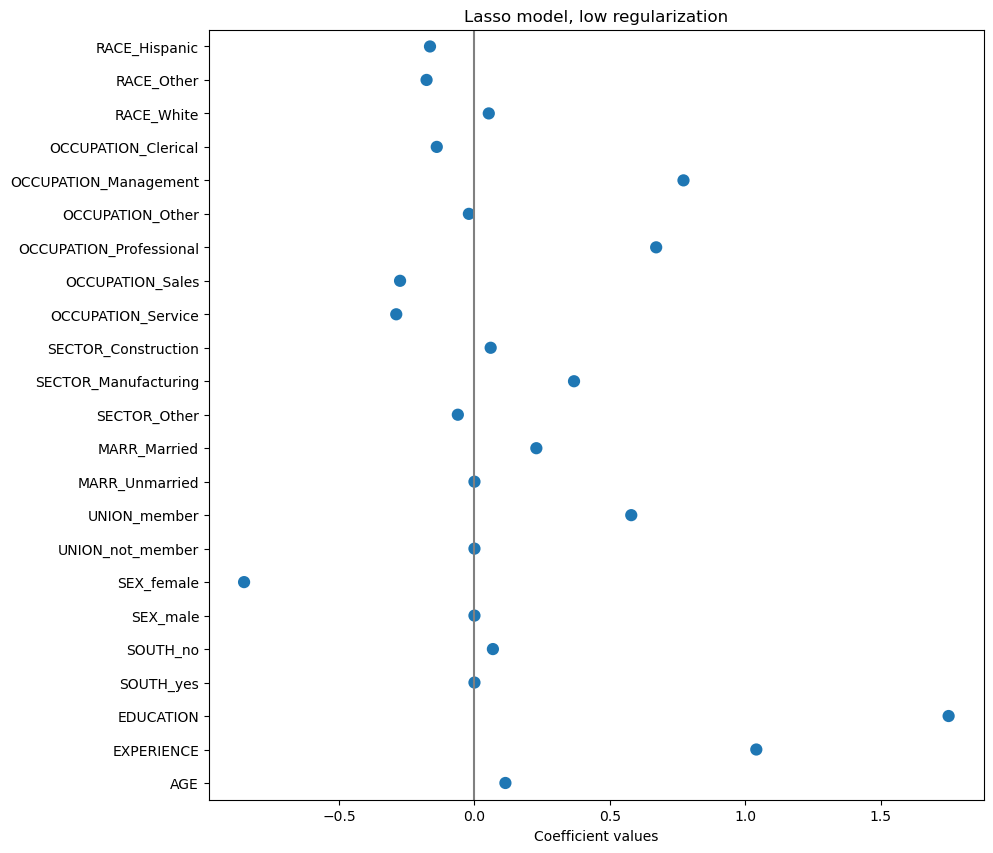 Lasso model, low regularization
RACE_Hispanic
RACE_Other
RACE_White
OCCUPATION_Clerical
OCCUPATION_Management
OCCUPATION_Other
OCCUPATION_Professional
OCCUPATION_Sales
OCCUPATION_Service
SECTOR_Construction
SECTOR_Manufacturing
SECTOR_Other
MARR_Married
MARR_Unmarried
UNION_member
UNION_not_member
SEX_female
SEX_male
SOUTH_no
SOUTH_yes
EDUCATION
EXPERIENCE
AGE
−0.5 0.0 0.5 1.0 1.5
Coefficient values